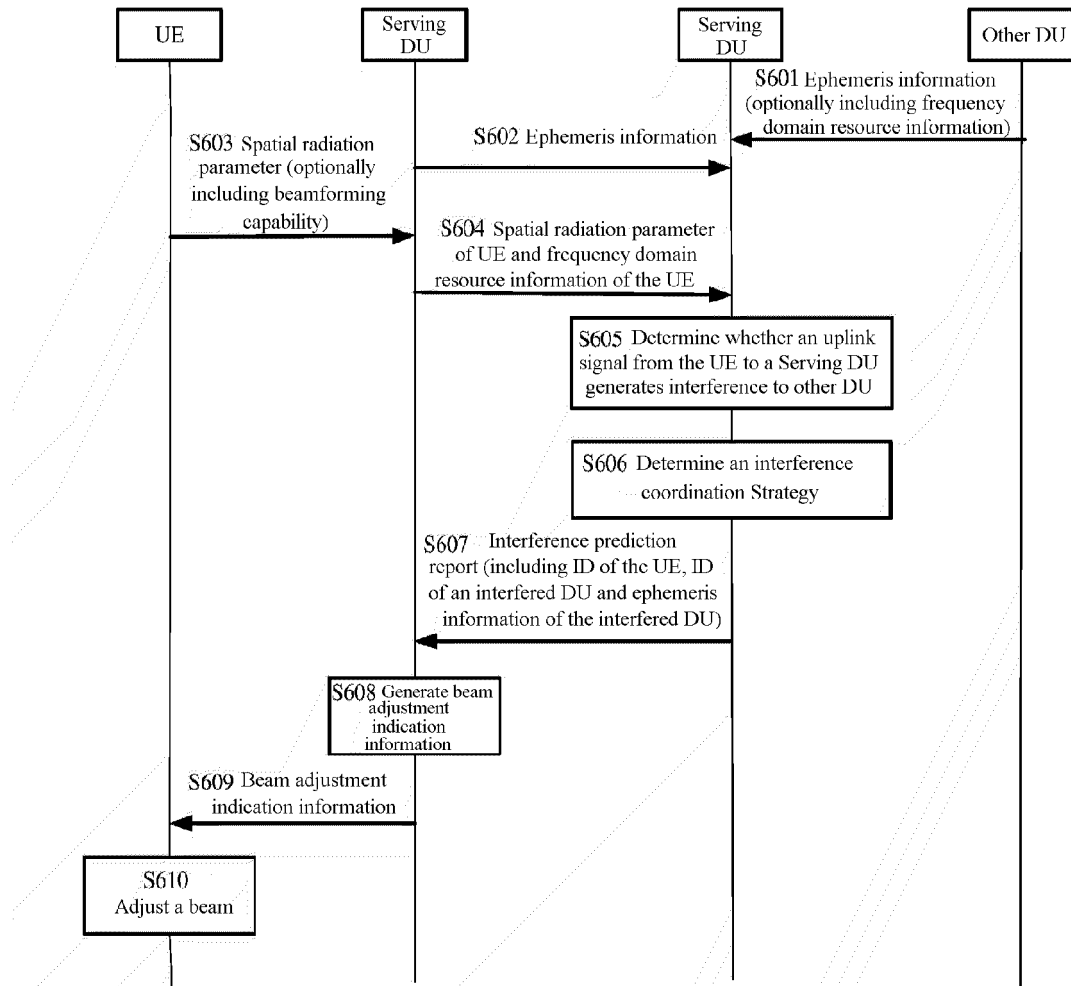 UE
Serving
DU
Serving
DU
Other DU
S601 Ephemeris information
(optionally including frequency
domain resource information)
S602 Ephemeris information
S603 Spatial radiation
parameter (optionally
including beamforming
capability)
S604 Spatial radiation parameter
of UE and frequency domain
resource information of the UE
S605 Determine whether an uplink
signal from the UE to a Serving DU
generates interference to other DU
S606 Determine an interference
coordination Strategy
S607 Interference prediction
report (including ID of the UE, ID
of an interfered DU and ephemeris
information of the interfered DU)
S608 Generate beam
adjustment
indication
information
S609 Beam adjustment
indication information
S610
Adjust a beam